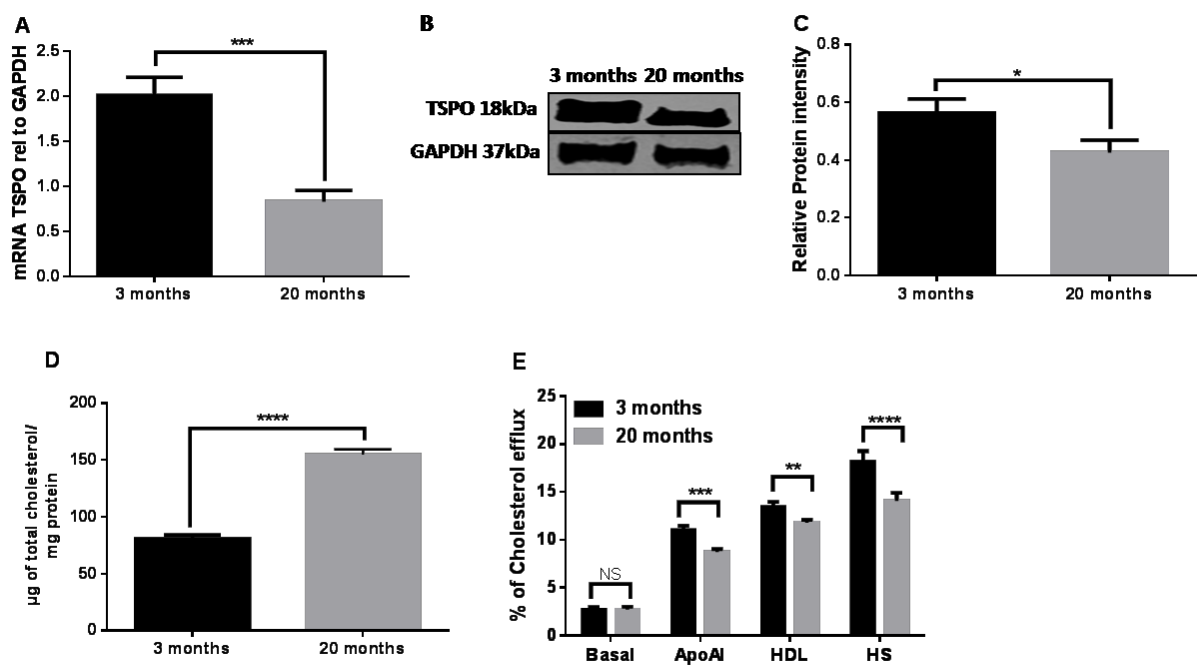 A
mRNA TSPO rel to GAPDH
2.5
2.0
1.5
1.0
0.5
0.0
***
3 months
20 months
B
3 months 20 months
TSPO 18kDa
GAPDH 37kDa
C
Relative Protein intensity
0.8
0.6
0.4
0.2
0.0
*
3 months
20 months
D
µg of total cholesterol/
mg protein
200
150
100
50
0
****
3 months
20 months
E
% of Cholesterol efflux
25
20
15
10
5
0
3 months
20 months
NS
***
**
****
Basal
ApoAI
HDL
HS